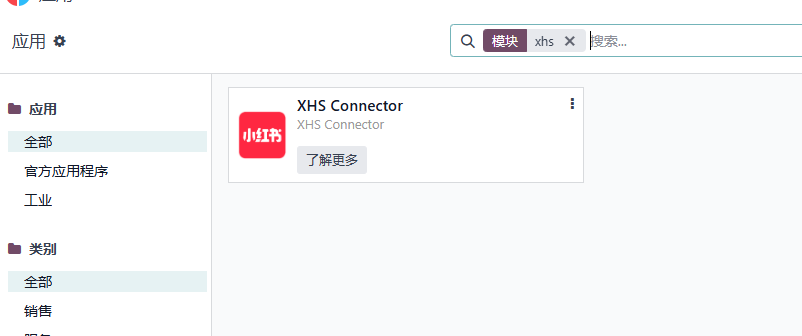 应用
模块 xhs 搜索...
应用
全部
官方应用程序
工业
类别
全部
销售
XHS Connector
XHS Connector
小红书
了解更多